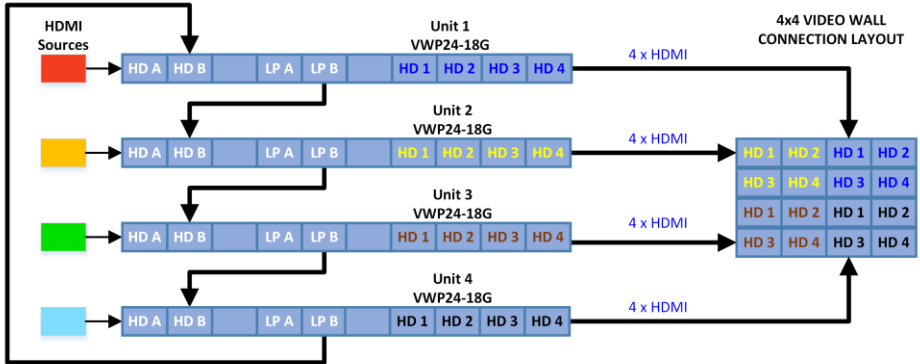 HDMI
Sources
Unit 1
VWP24-18G
4x4 VIDEO WALL
CONNECTION LAYOUT
HD A HD B LP A LP B HD 1 HD 2 HD 3 HD 4
4 x HDMI
Unit 2
VWP24-18G
HD A HD B LP A LP B HD 1 HD 2 HD 3 HD 4
4 x HDMI
Unit 3
VWP24-18G
HD A HD B LP A LP B HD 1 HD 2 HD 3 HD 4
4 x HDMI
Unit 4
VWP24-18G
HD A HD B LP A LP B HD 1 HD 2 HD 3 HD 4
4 x HDMI
HD 1 HD 2 HD 1 HD 2
HD 3 HD 4 HD 3 HD 4
HD 1 HD 2 HD 1 HD 2
HD 3 HD 4 HD 3 HD 4